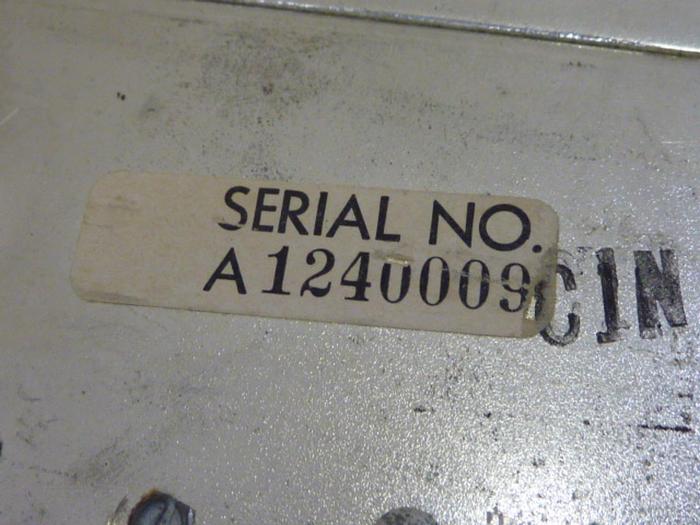 SERIAL NO.
A1240009
CIN